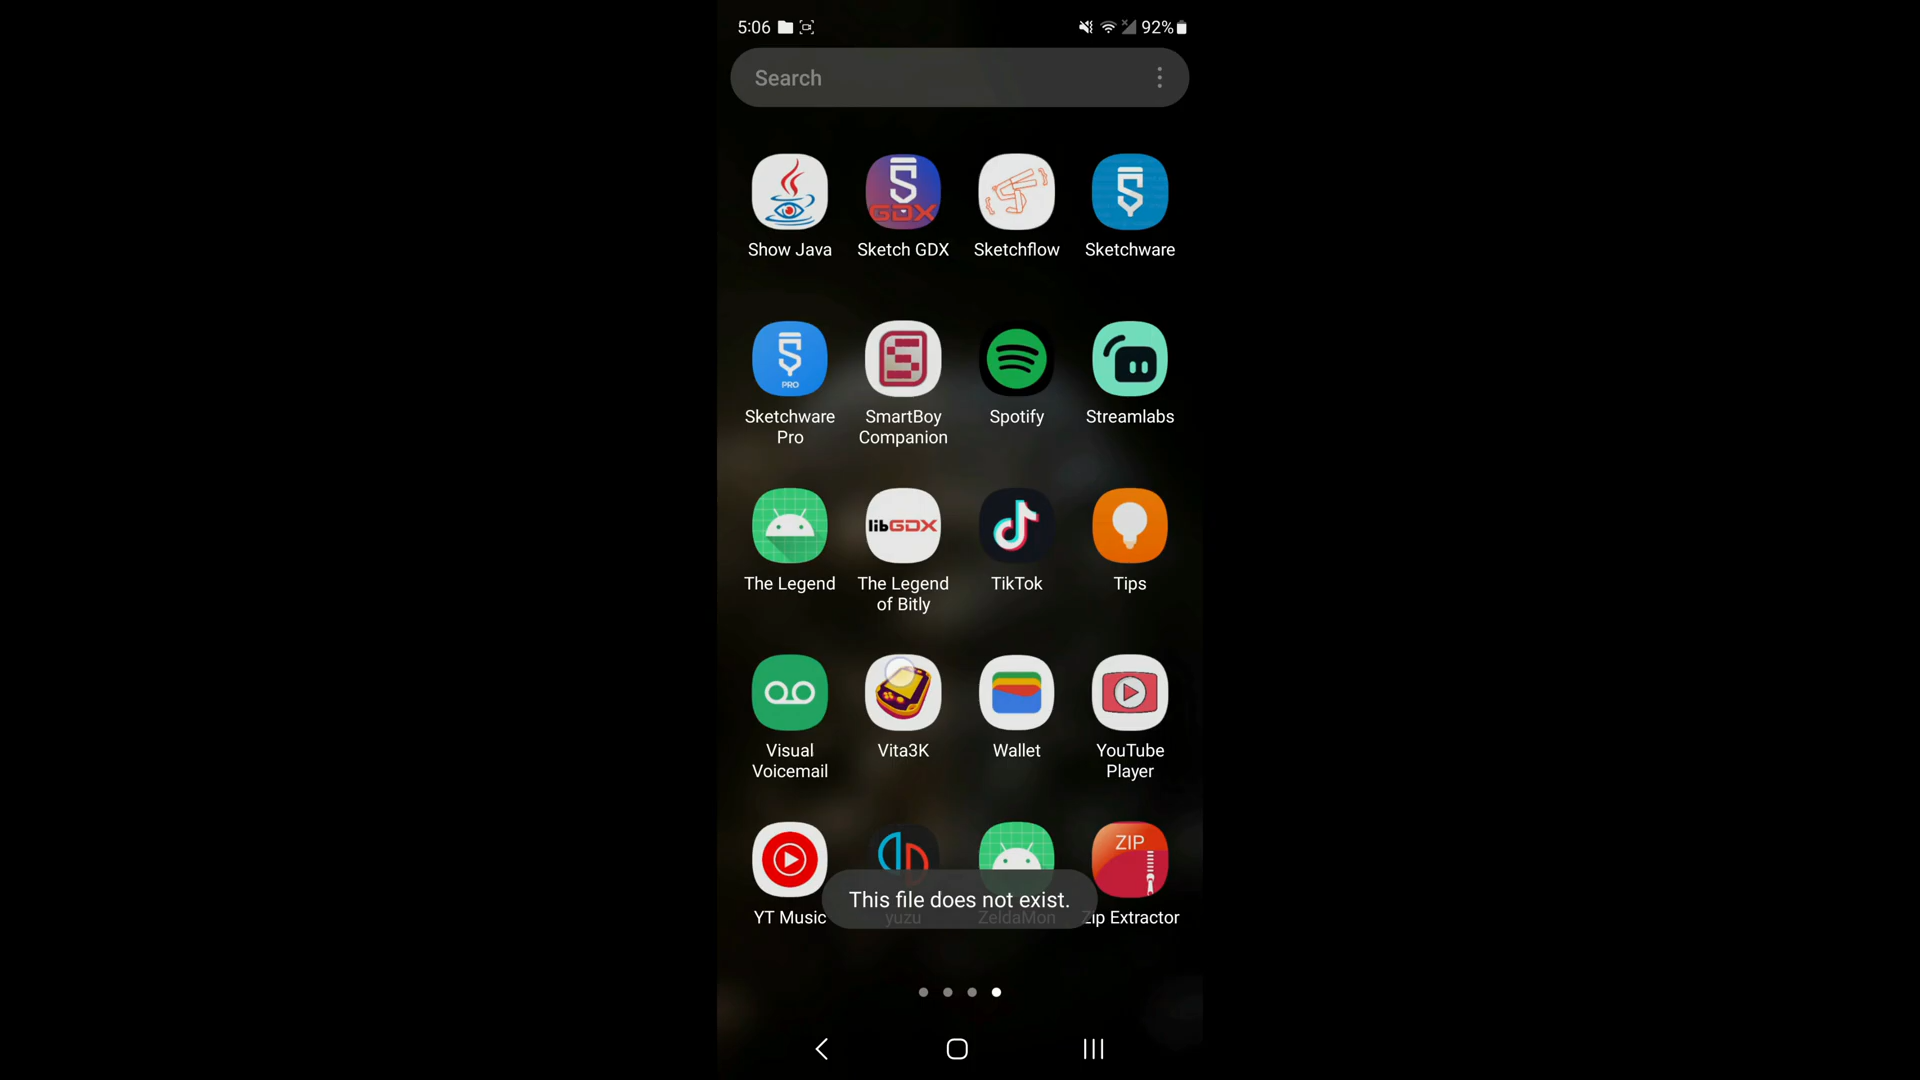 5:06
92%
Search
Show Java
Sketch GDX
Sketchflow
Sketchware
GDX
PRO
Sketchware
Pro
SmartBoy
Companion
Spotify
Streamlabs
libGDX
The Legend
The Legend
of Bitly
TikTok
Tips
Visual
Voicemail
Vita3K
Wallet
YouTube
Player
ZIP
This file does not exist.
YT Music
yuzu
ZeldaMon
Zip Extractor